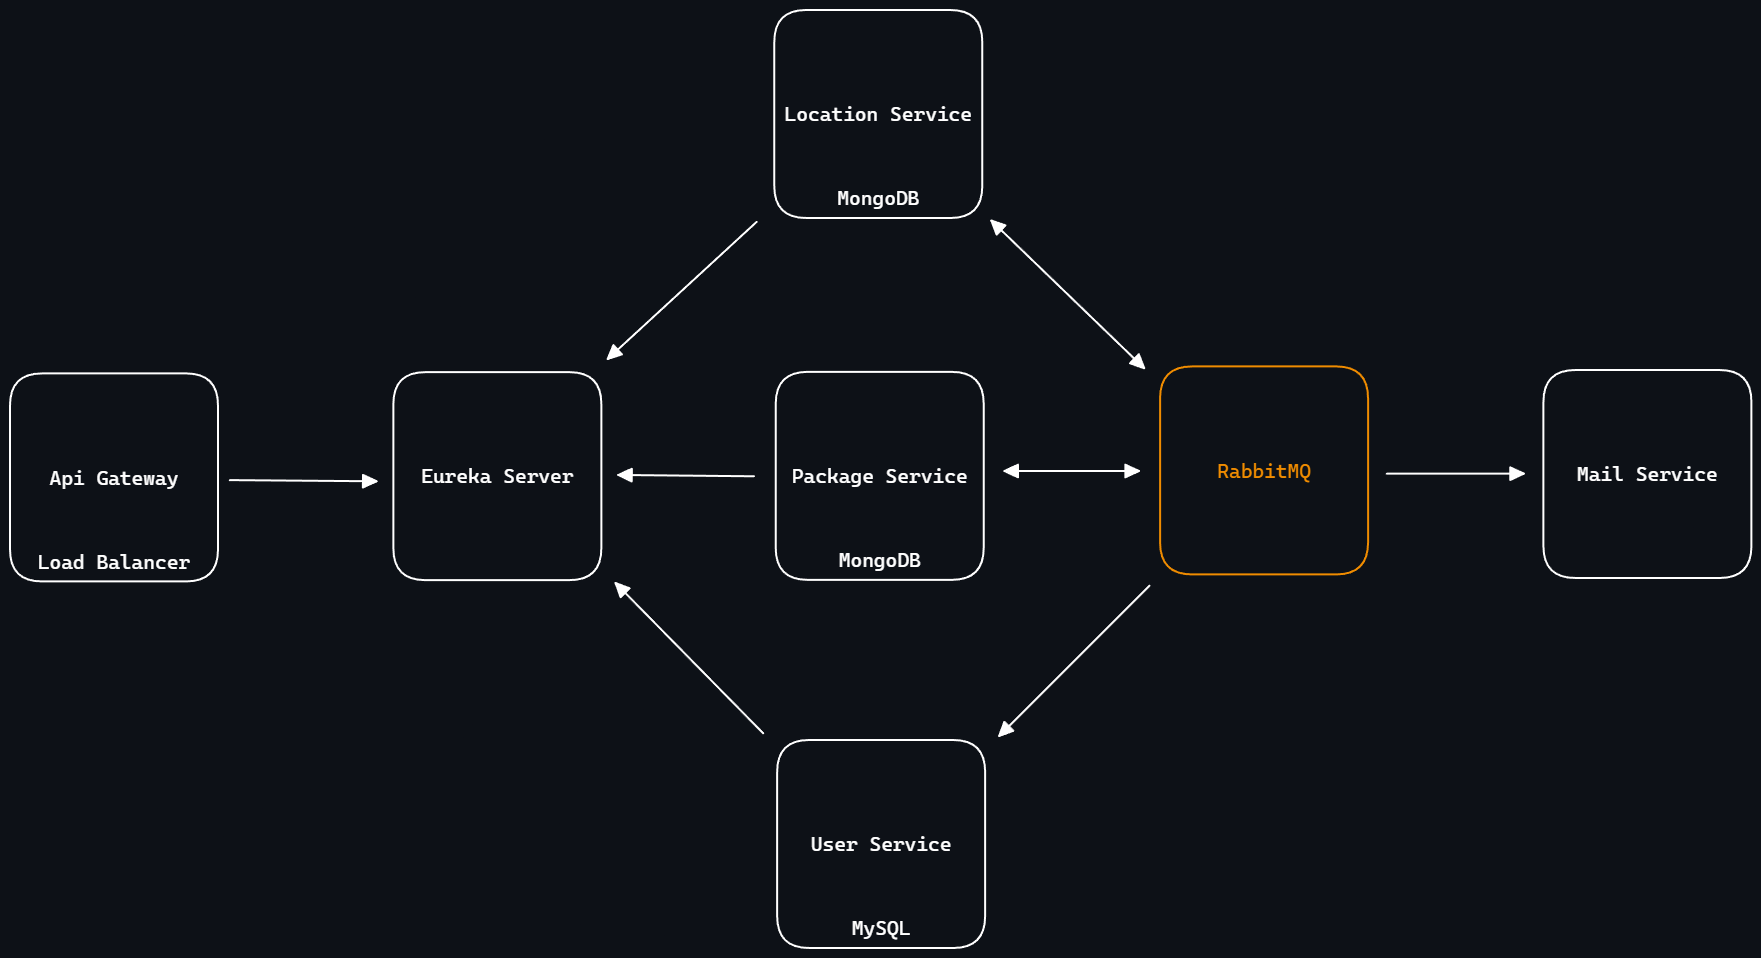 Location Service
MongoDB
Api Gateway
Load Balancer
Eureka Server
Package Service
MongoDB
RabbitMQ
Mail Service
User Service
MySQL